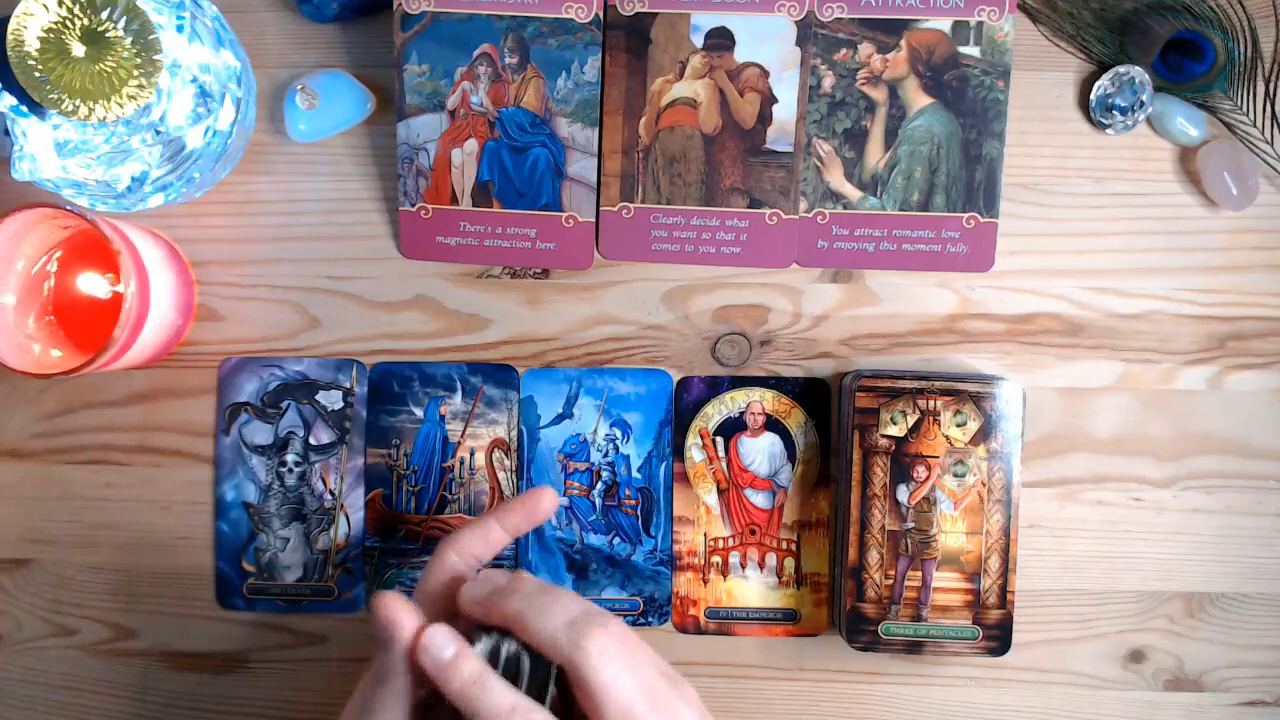 ATTRACTION
There's a strong
magnetic attraction here.
Clearly decide what
you want so that it
comes to you now.
You attract romantic love
by enjoying this moment fully.
IV | THE EMPEROR
THREE OF PENTACLES